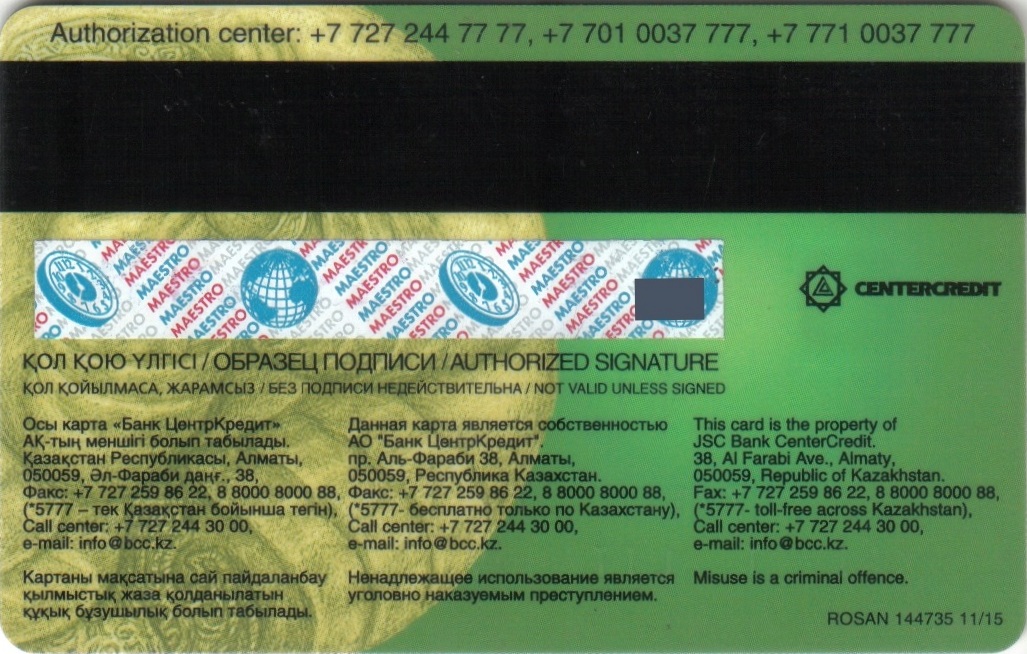 Authorization center: +7 727 244 77 77, +7 701 0037 777, +7 771 0037 777
MAESTRO MAESTRO MAESTRO MAESTRO
CENTERCREDIT
ҚОЛ ҚОЮ ҮЛГІСІ / ОБРАЗЕЦ ПОДПИСИ / AUTHORIZED SIGNATURE
ҚОЛ ҚОЙЫЛМАСА, ЖАРАМСЫЗ / БЕЗ ПОДПИСИ НЕДЕЙСТВИТЕЛЬНА / NOT VALID UNLESS SIGNED
Осы карта «Банк ЦентрКредит»
АҚ-тың меншігі болып табылады.
Қазақстан Республикасы, Алматы,
050059, Әл-Фараби даңғ., 38,
Факс: +7 727 259 86 22, 8 8000 8000 88,
(*5777 – тек Қазақстан бойынша тегін),
Call center: +7 727 244 30 00,
e-mail: info@bcc.kz.
Картаны мақсатына сай пайдаланбау
қылмыстық жаза қолданылатын
құқық бұзушылық болып табылады.
Данная карта является собственностью
АО "Банк ЦентрКредит".
пр. Аль-Фараби 38, Алматы,
050059, Республика Казахстан.
Факс: +7 727 259 86 22, 8 8000 8000 88,
(*5777- бесплатно только по Казахстану),
Call center: +7 727 244 30 00,
e-mail: info@bcc.kz.
Ненадлежащее использование является
уголовно наказуемым преступлением.
This card is the property of
JSC Bank CenterCredit.
38, Al Farabi Ave., Almaty,
050059, Republic of Kazakhstan.
Fax: +7 727 259 86 22, 8 8000 8000 88,
(*5777- toll-free across Kazakhstan),
Call center: +7 727 244 30 00,
e-mail: info@bcc.kz.
Misuse is a criminal offence.
ROSAN 144735 11/15